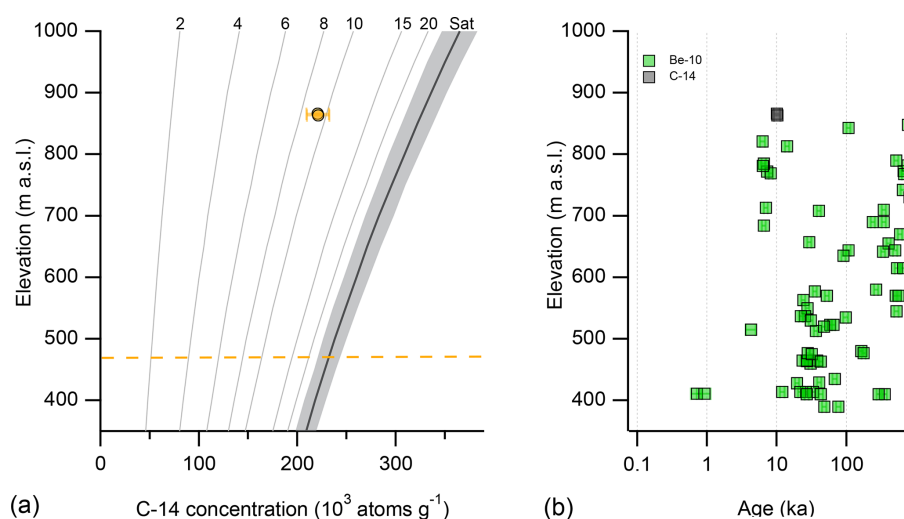 2 4 6 8 10 15 20 Sat
1000
900
800
700
600
500
400
Elevation (m a.s.l.)
0 100 200 300
(a) C-14 concentration (10³ atoms g⁻¹)
Be-10
C-14
1000
900
800
700
600
500
400
Elevation (m a.s.l.)
0.1 1 10 100
(b) Age (ka)